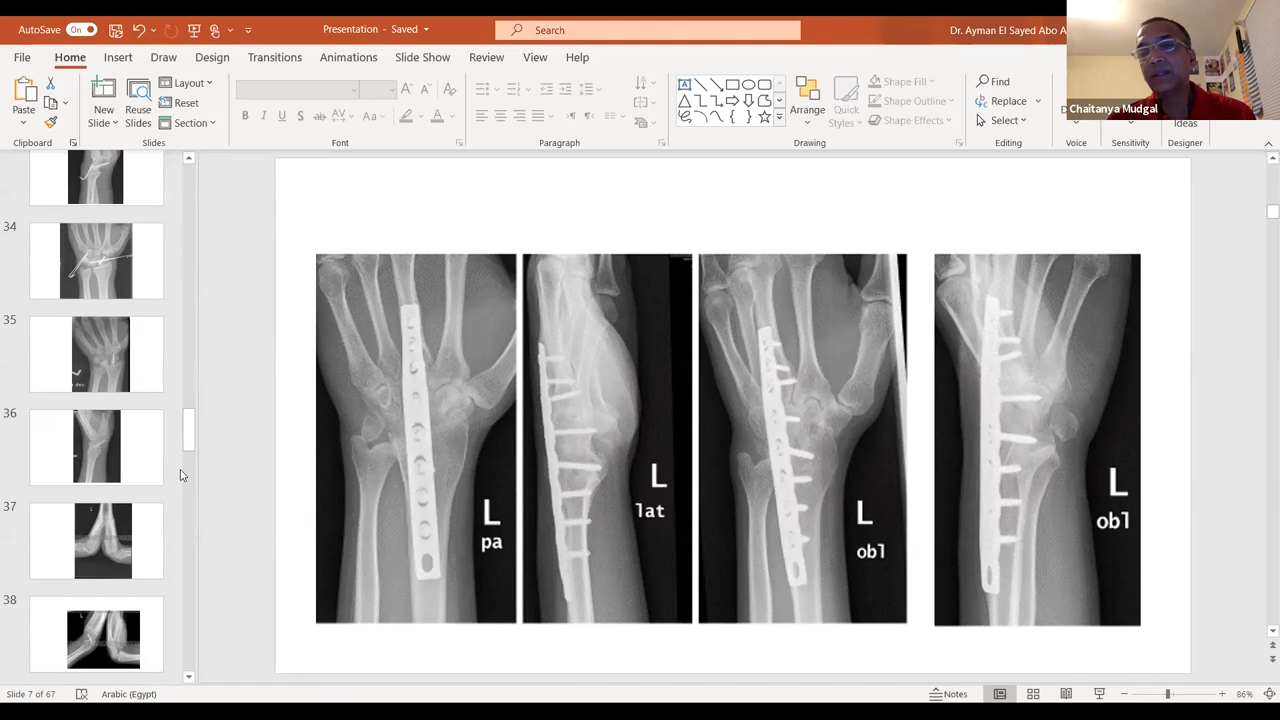 AutoSave On Presentation - Saved Search Dr. Ayman El Sayed Abo A
Chaitanya Mudgal
File Home Insert Draw Design Transitions Animations Slide Show Review View Help
Paste New Slide Reuse Slides Layout Reset Section
B I U S ab Aa A
Arrange Quick Styles Shape Fill Shape Outline Shape Effects
Find Replace Select
Ideas
Clipboard Slides Font Paragraph Drawing Editing Voice Sensitivity Designer
34
35
36
37
38
L
pa
L
lat
L
obl
L
obl
Slide 7 of 67 Arabic (Egypt) Notes 86%